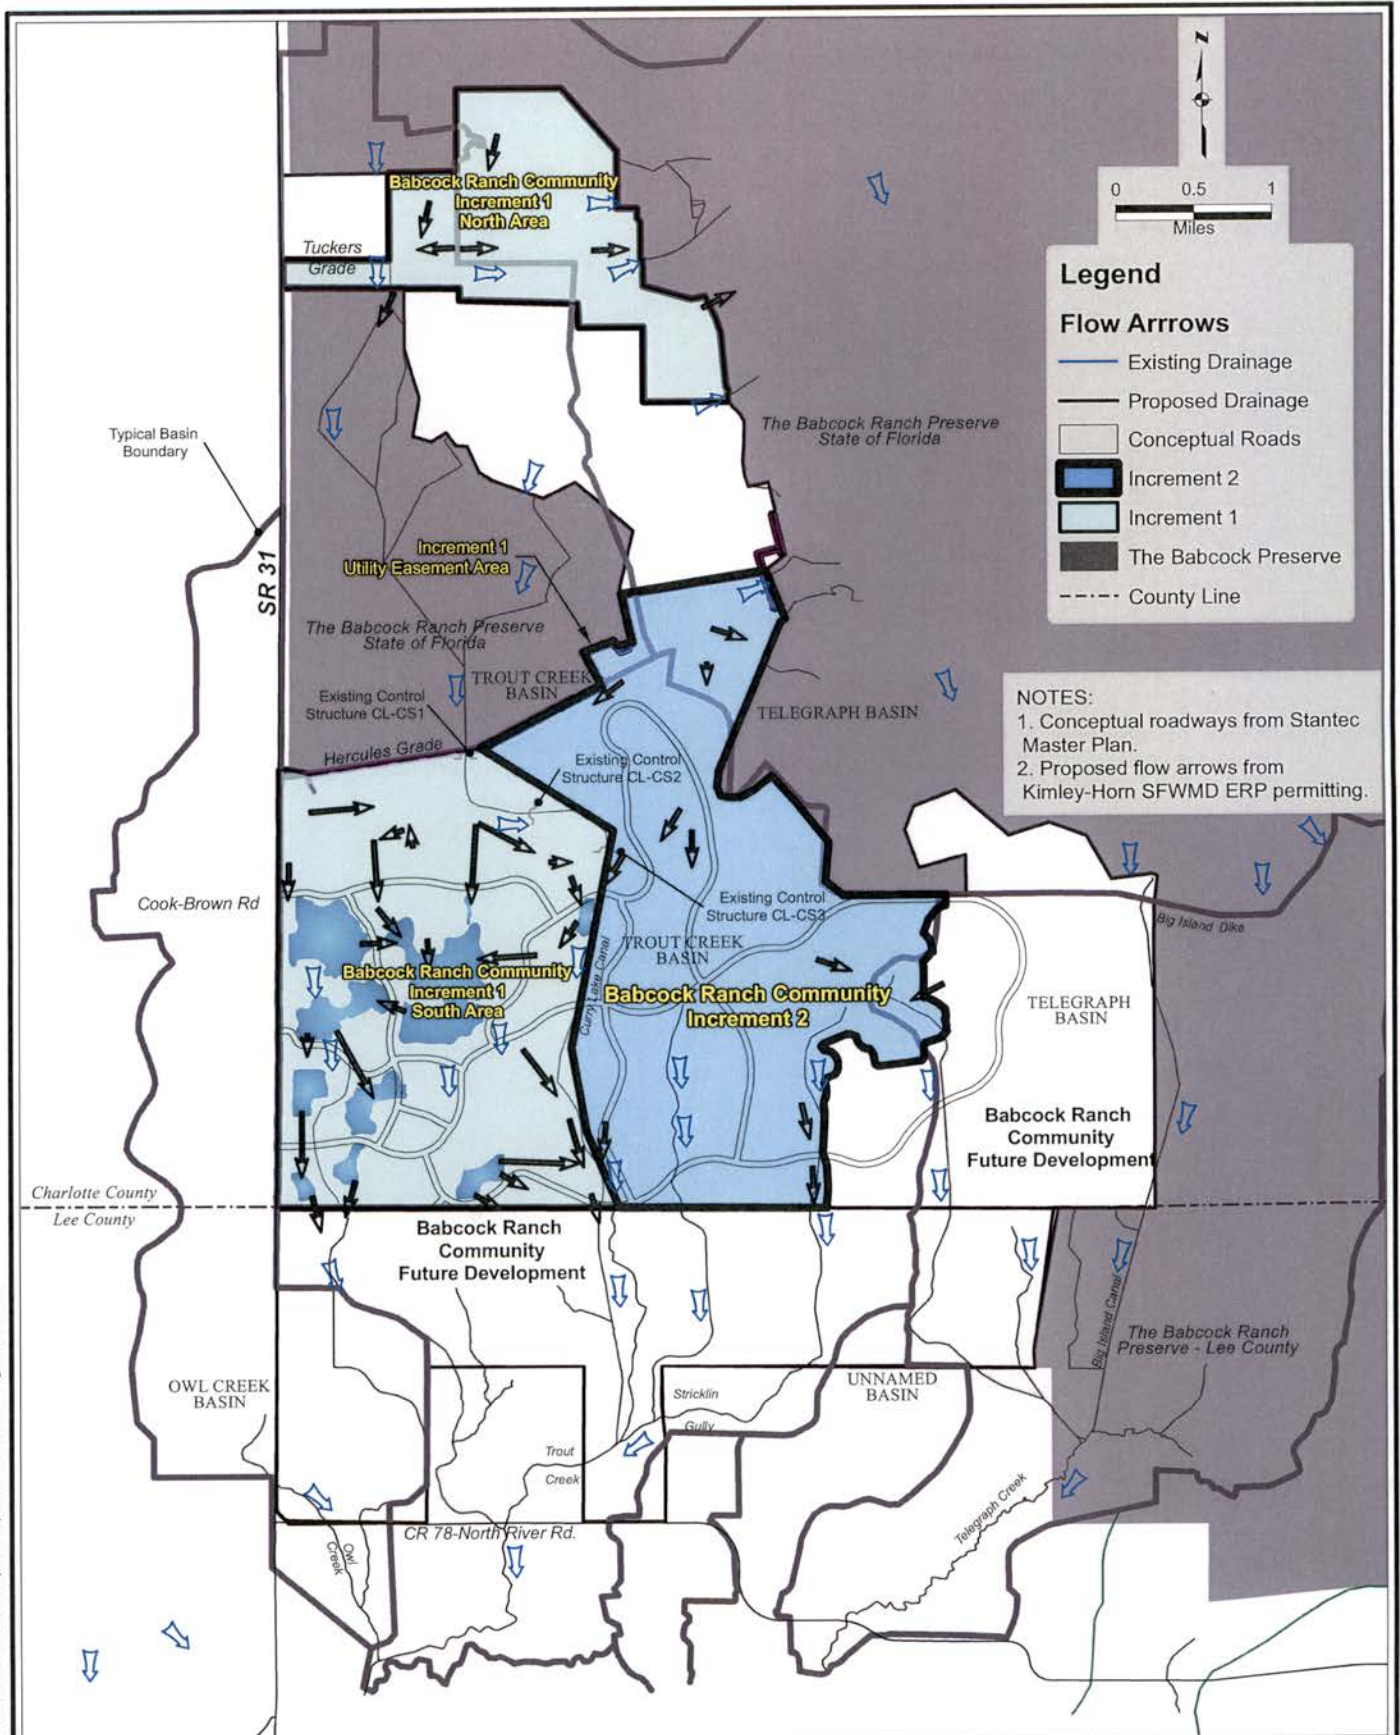 N
0 0.5 1
Miles
Legend
Flow Arrrows
Existing Drainage
Proposed Drainage
Conceptual Roads
Increment 2
Increment 1
The Babcock Preserve
County Line
NOTES:
1. Conceptual roadways from Stantec
Master Plan.
2. Proposed flow arrows from
Kimley-Horn SFWMD ERP permitting.
Babcock Ranch Community
Increment 1
North Area
Tuckers
Grade
Typical Basin
Boundary
SR 31
The Babcock Ranch Preserve
State of Florida
Increment 1
Utility Easement Area
The Babcock Ranch Preserve
State of Florida
TROUT CREEK
BASIN
Existing Control
Structure CL-CS1
TELEGRAPH BASIN
Hercules Grade
Existing Control
Structure CL-CS2
Cook-Brown Rd
Existing Control
Structure CL-CS3
Big Island Dike
TROUT CREEK
BASIN
Curry Lake Canal
Babcock Ranch Community
Increment 1
South Area
Babcock Ranch Community
Increment 2
TELEGRAPH
BASIN
Babcock Ranch
Community
Future Development
Charlotte County
Lee County
Babcock Ranch
Community
Future Development
Big Island Canal
The Babcock Ranch
Preserve - Lee County
OWL CREEK
BASIN
UNNAMED
BASIN
Stricklin
Gully
Trout
Creek
Telegraph Creek
CR 78-North River Rd.
Owl
Creek